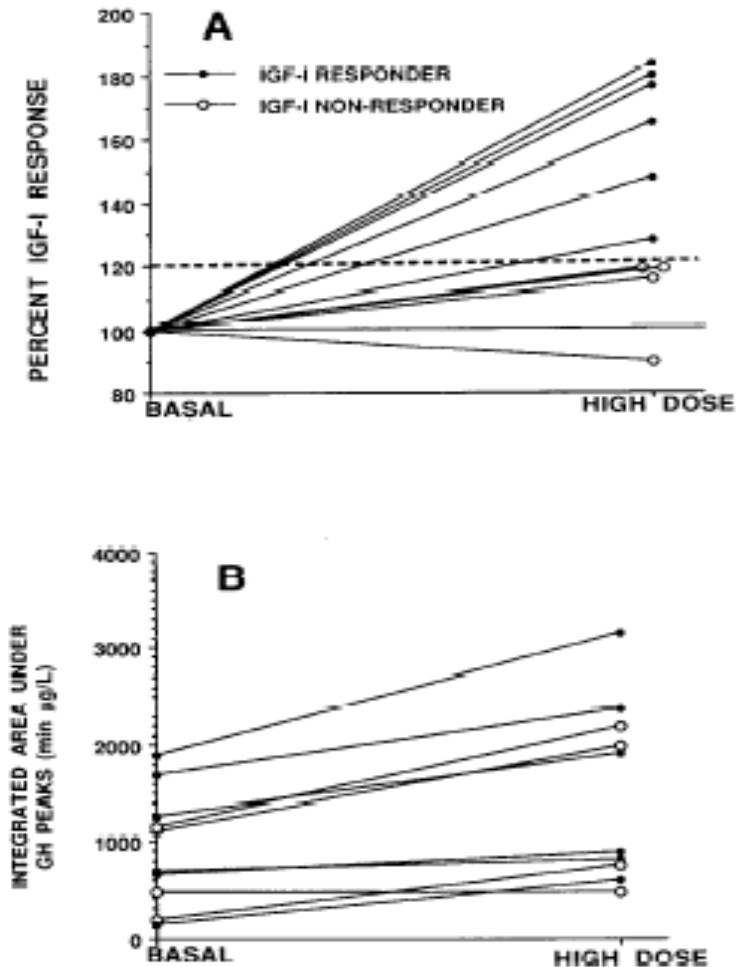 200
A
IGF-I RESPONDER
180
IGF-I NON-RESPONDER
160
140
120
100
80
PERCENT IGF-I RESPONSE
BASAL
HIGH DOSE
4000
B
3000
2000
1000
0
INTEGRATED AREA UNDER
GH PEAKS (min µg/L)
BASAL
HIGH DOSE